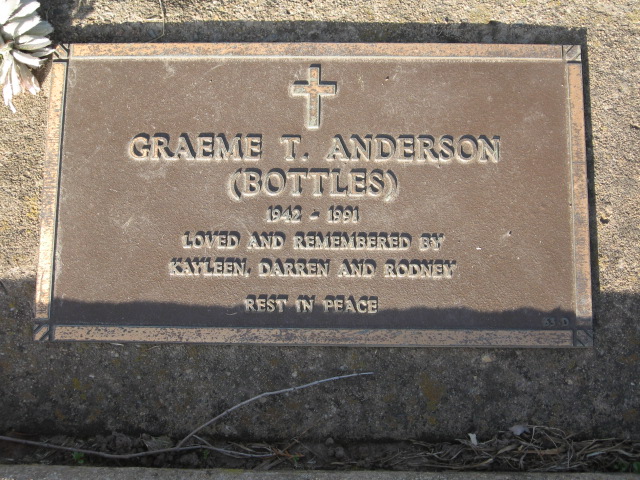 GRAEME T. ANDERSON
(BOTTLES)
1942 - 1991
LOVED AND REMEMBERED BY
KAYLEEN, DARREN AND RODNEY
REST IN PEACE